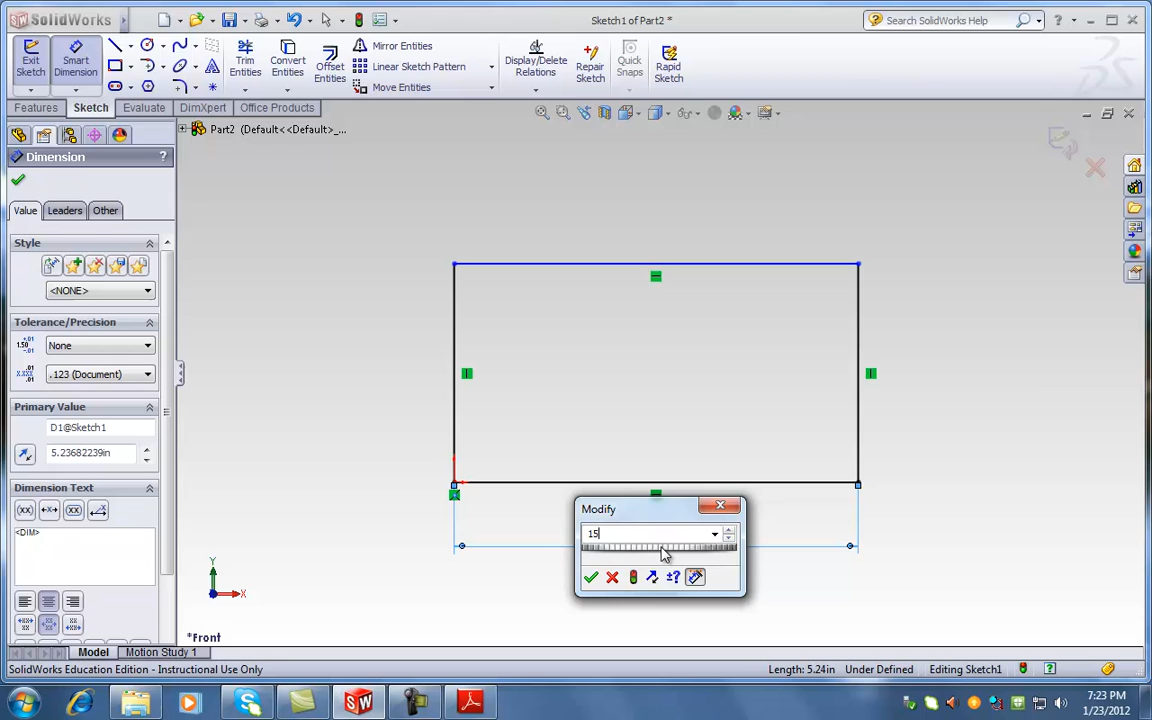 SolidWorks
Sketch1 of Part2 *
Search SolidWorks Help
Exit Sketch
Smart Dimension
Trim Entities
Convert Entities
Offset Entities
Mirror Entities
Linear Sketch Pattern
Move Entities
Display/Delete Relations
Repair Sketch
Quick Snaps
Rapid Sketch
Features
Sketch
Evaluate
DimXpert
Office Products
Part2 (Default<<Default>_...
Dimension
?
Value
Leaders
Other
Style
<NONE>
Tolerance/Precision
None
.123 (Document)
Primary Value
D1@Sketch1
5.23682239in
Dimension Text
<DIM>
Modify
15
Y
X
*Front
Model
Motion Study 1
SolidWorks Education Edition - Instructional Use Only
Length: 5.24in
Under Defined
Editing Sketch1
7:23 PM
1/23/2012